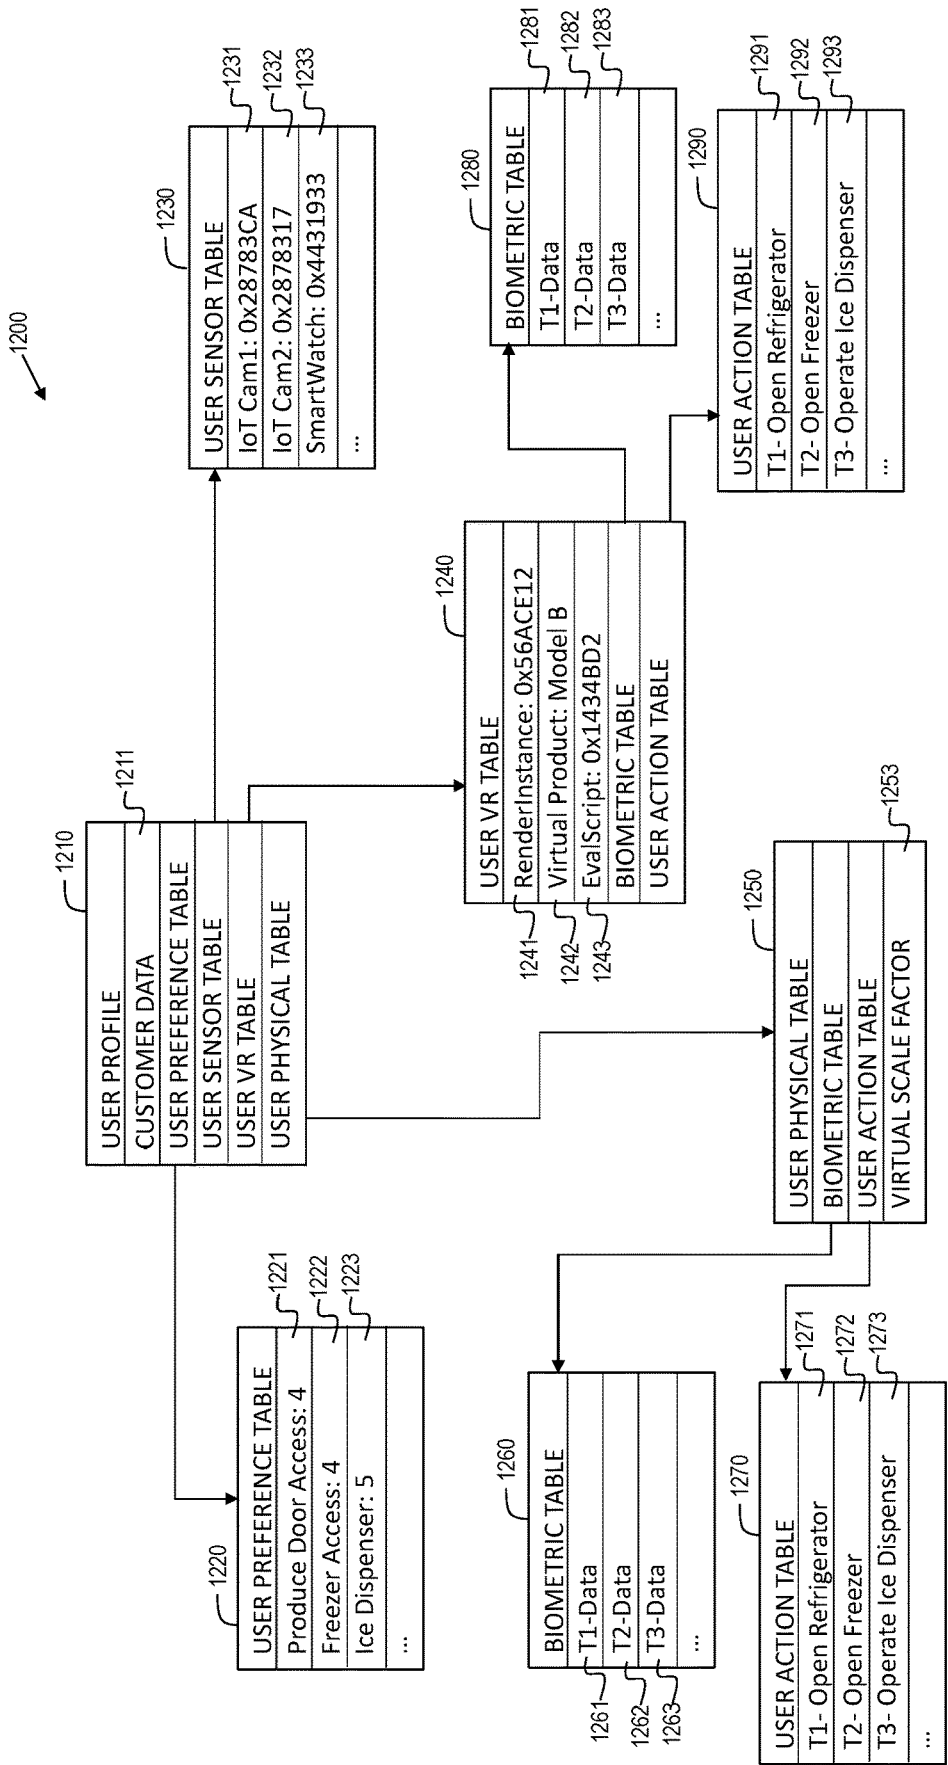 1200
1210
USER PROFILE
CUSTOMER DATA
1211
USER PREFERENCE TABLE
USER SENSOR TABLE
USER VR TABLE
USER PHYSICAL TABLE
1220
USER PREFERENCE TABLE
Produce Door Access: 4
1221
Freezer Access: 4
1222
Ice Dispenser: 5
1223
...
1230
USER SENSOR TABLE
IoT Cam1: 0x28783CA
1231
IoT Cam2: 0x2878317
1232
SmartWatch: 0x4431933
1233
...
1240
USER VR TABLE
1241
RenderInstance: 0x56ACE12
1242
Virtual Product: Model B
1243
EvalScript: 0x1434BD2
BIOMETRIC TABLE
USER ACTION TABLE
1280
BIOMETRIC TABLE
T1-Data
1281
T2-Data
1282
T3-Data
1283
...
1290
USER ACTION TABLE
T1- Open Refrigerator
1291
T2- Open Freezer
1292
T3- Operate Ice Dispenser
1293
...
1250
USER PHYSICAL TABLE
BIOMETRIC TABLE
USER ACTION TABLE
VIRTUAL SCALE FACTOR
1253
1260
BIOMETRIC TABLE
1261
T1-Data
1262
T2-Data
1263
T3-Data
...
1270
USER ACTION TABLE
T1- Open Refrigerator
1271
T2- Open Freezer
1272
T3- Operate Ice Dispenser
1273
...